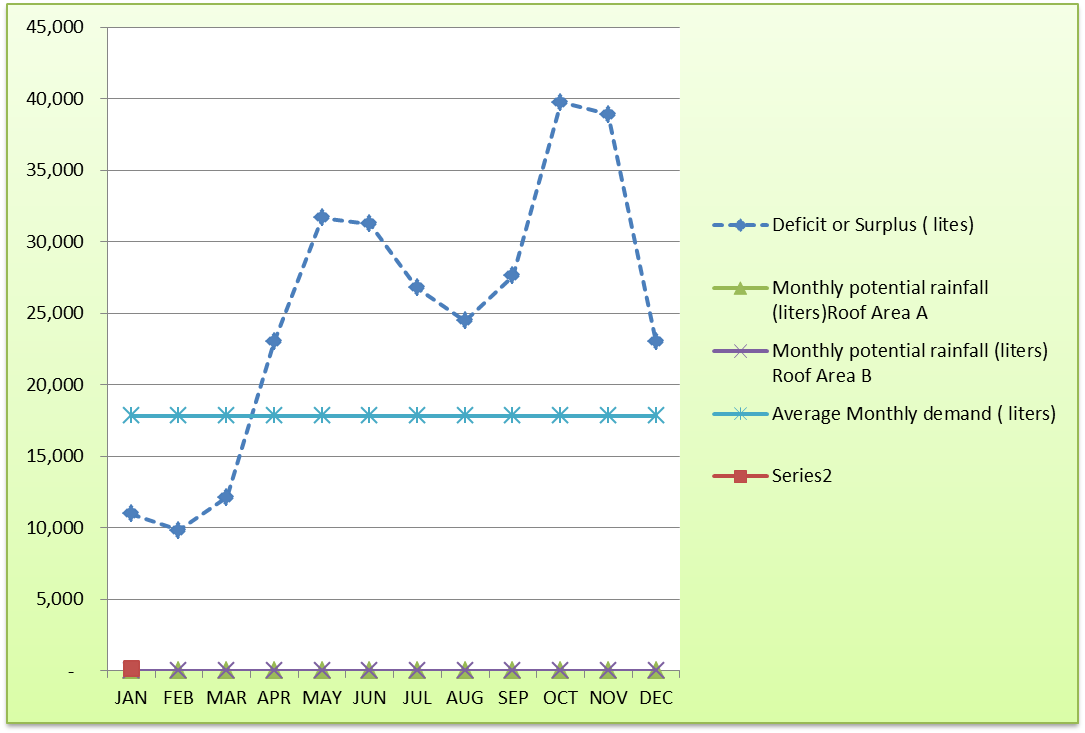 45,000
40,000
35,000
30,000
25,000
20,000
15,000
10,000
5,000
-
JAN FEB MAR APR MAY JUN JUL AUG SEP OCT NOV DEC
Deficit or Surplus ( lites)
Monthly potential rainfall
(liters)Roof Area A
Monthly potential rainfall (liters)
Roof Area B
Average Monthly demand ( liters)
Series2